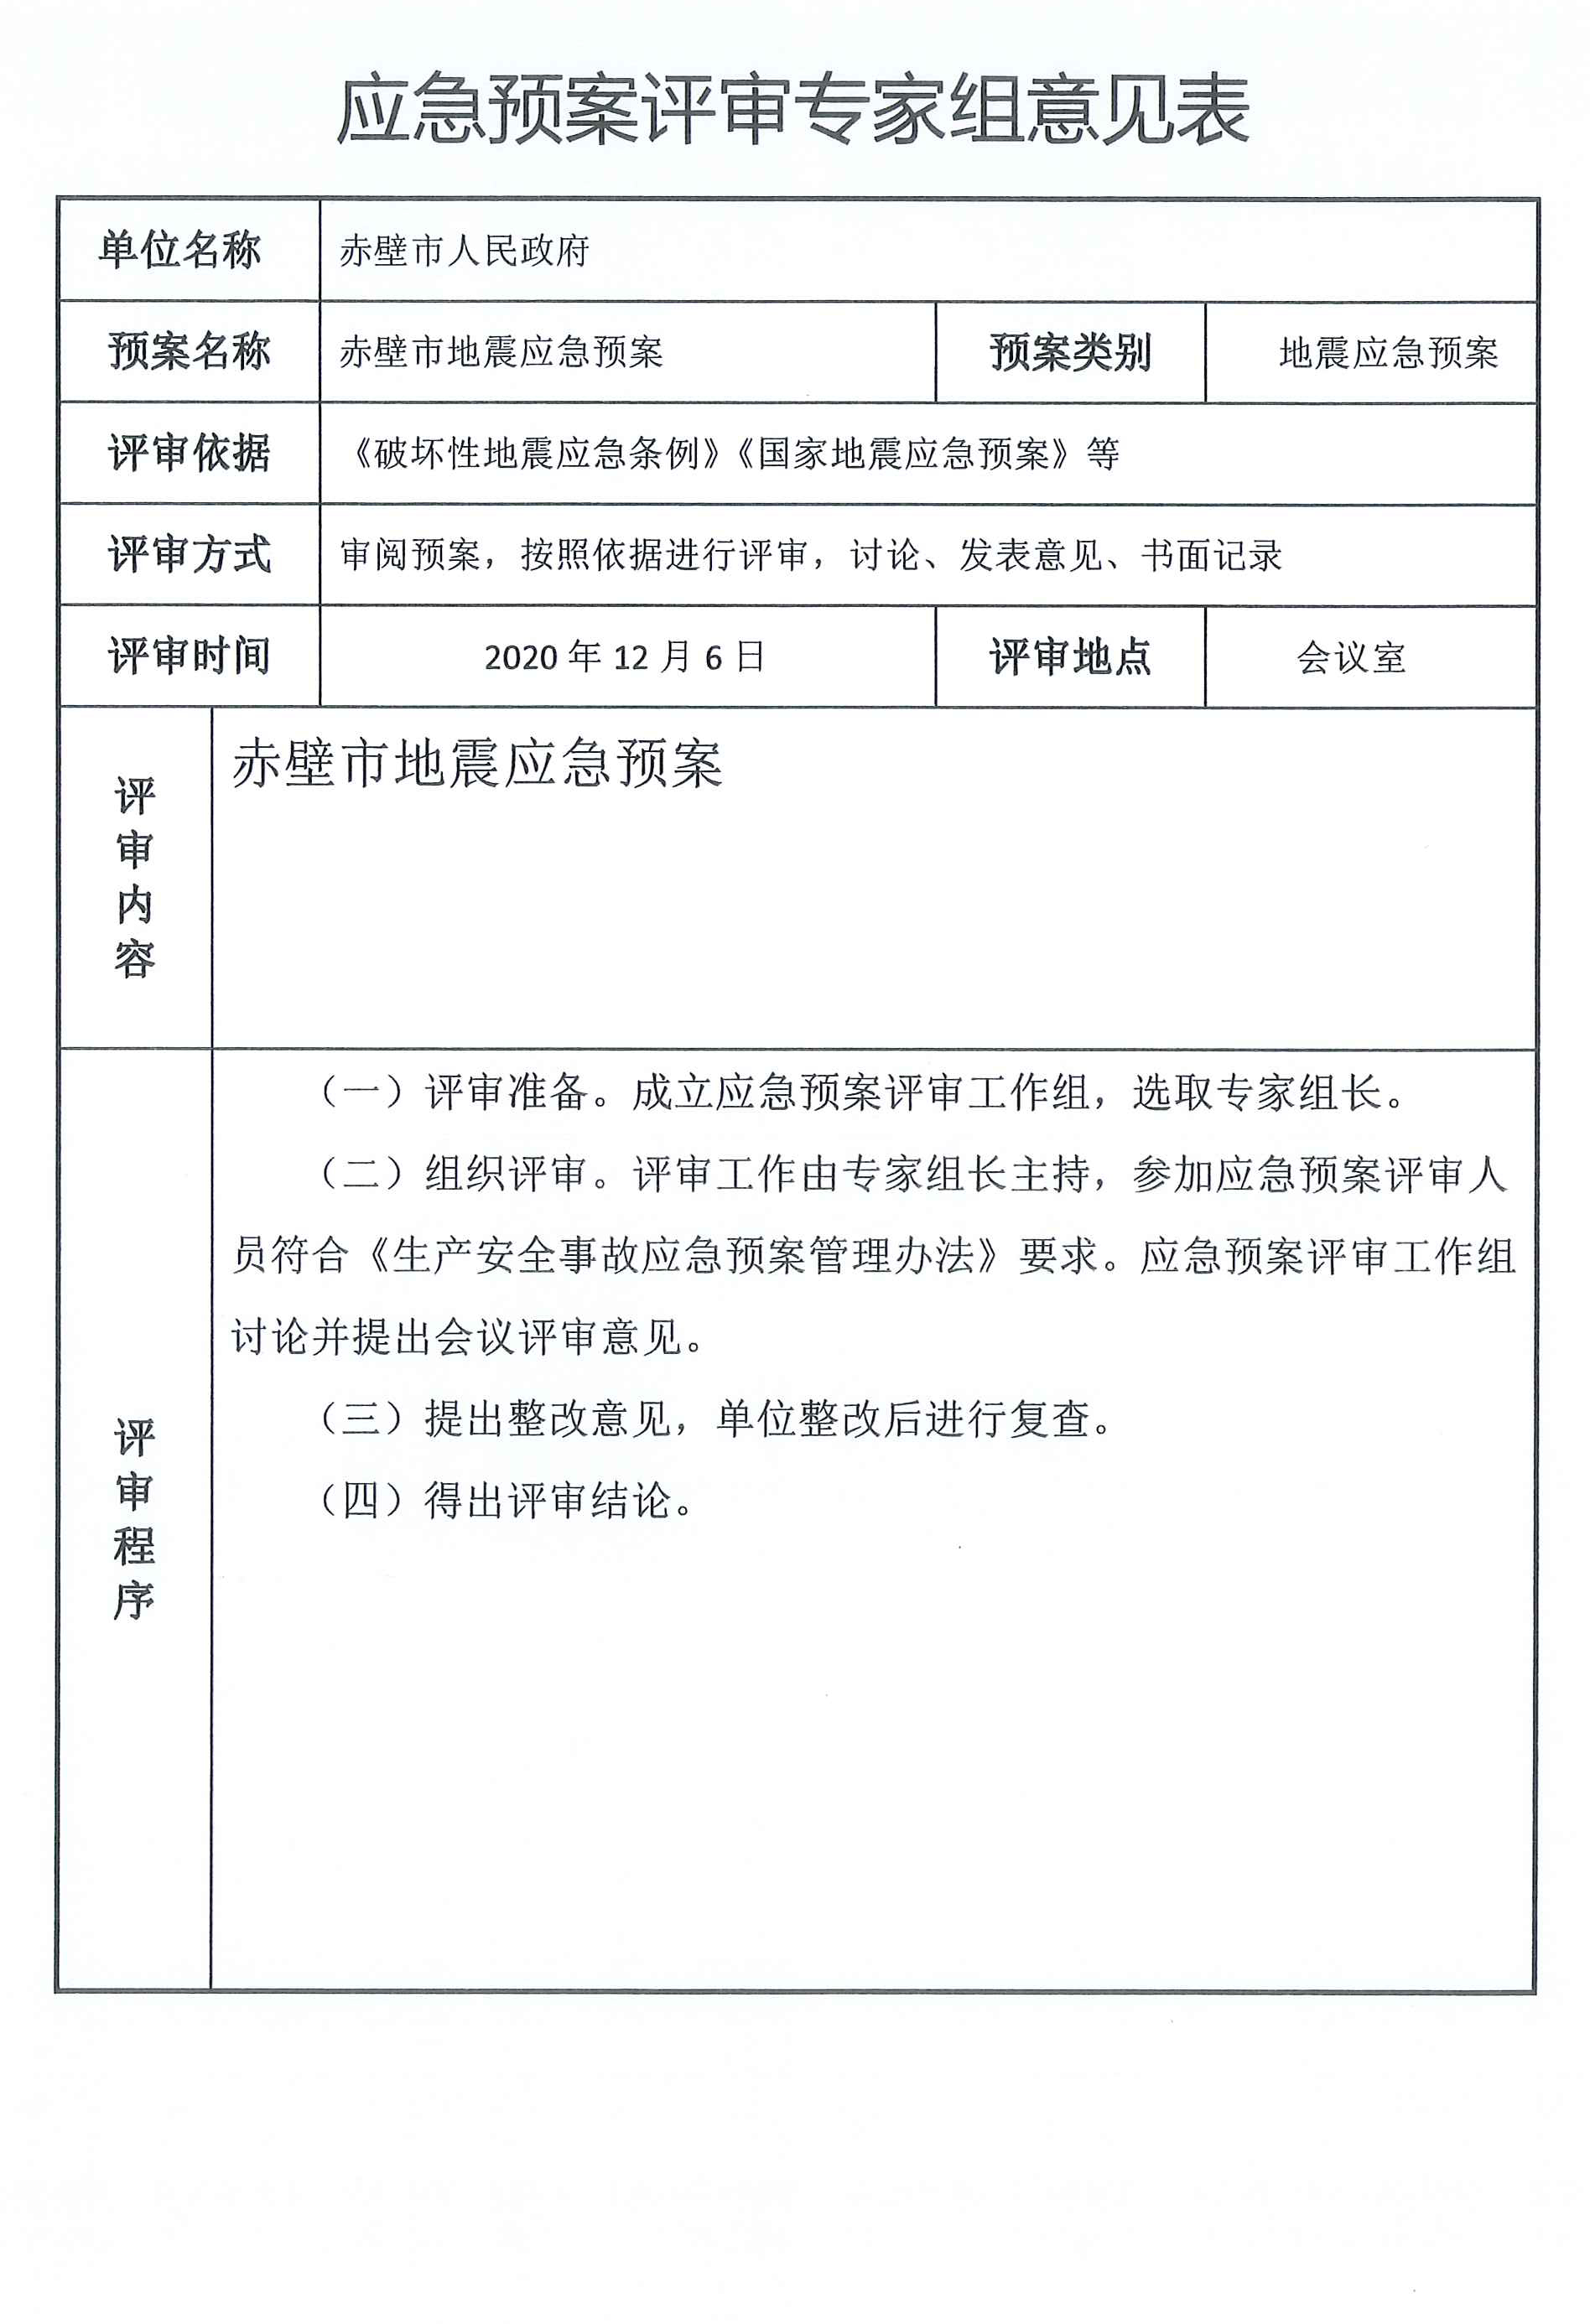 应急预案评审专家组意见表
单位名称 赤壁市人民政府
预案名称 赤壁市地震应急预案 预案类别 地震应急预案
评审依据 《破坏性地震应急条例》《国家地震应急预案》等
评审方式 审阅预案，按照依据进行评审，讨论、发表意见、书面记录
评审时间 2020 年 12 月 6 日 评审地点 会议室
评审内容
赤壁市地震应急预案
评审程序
（一）评审准备。成立应急预案评审工作组，选取专家组长。
（二）组织评审。评审工作由专家组长主持，参加应急预案评审人
员符合《生产安全事故应急预案管理办法》要求。应急预案评审工作组
讨论并提出会议评审意见。
（三）提出整改意见，单位整改后进行复查。
（四）得出评审结论。